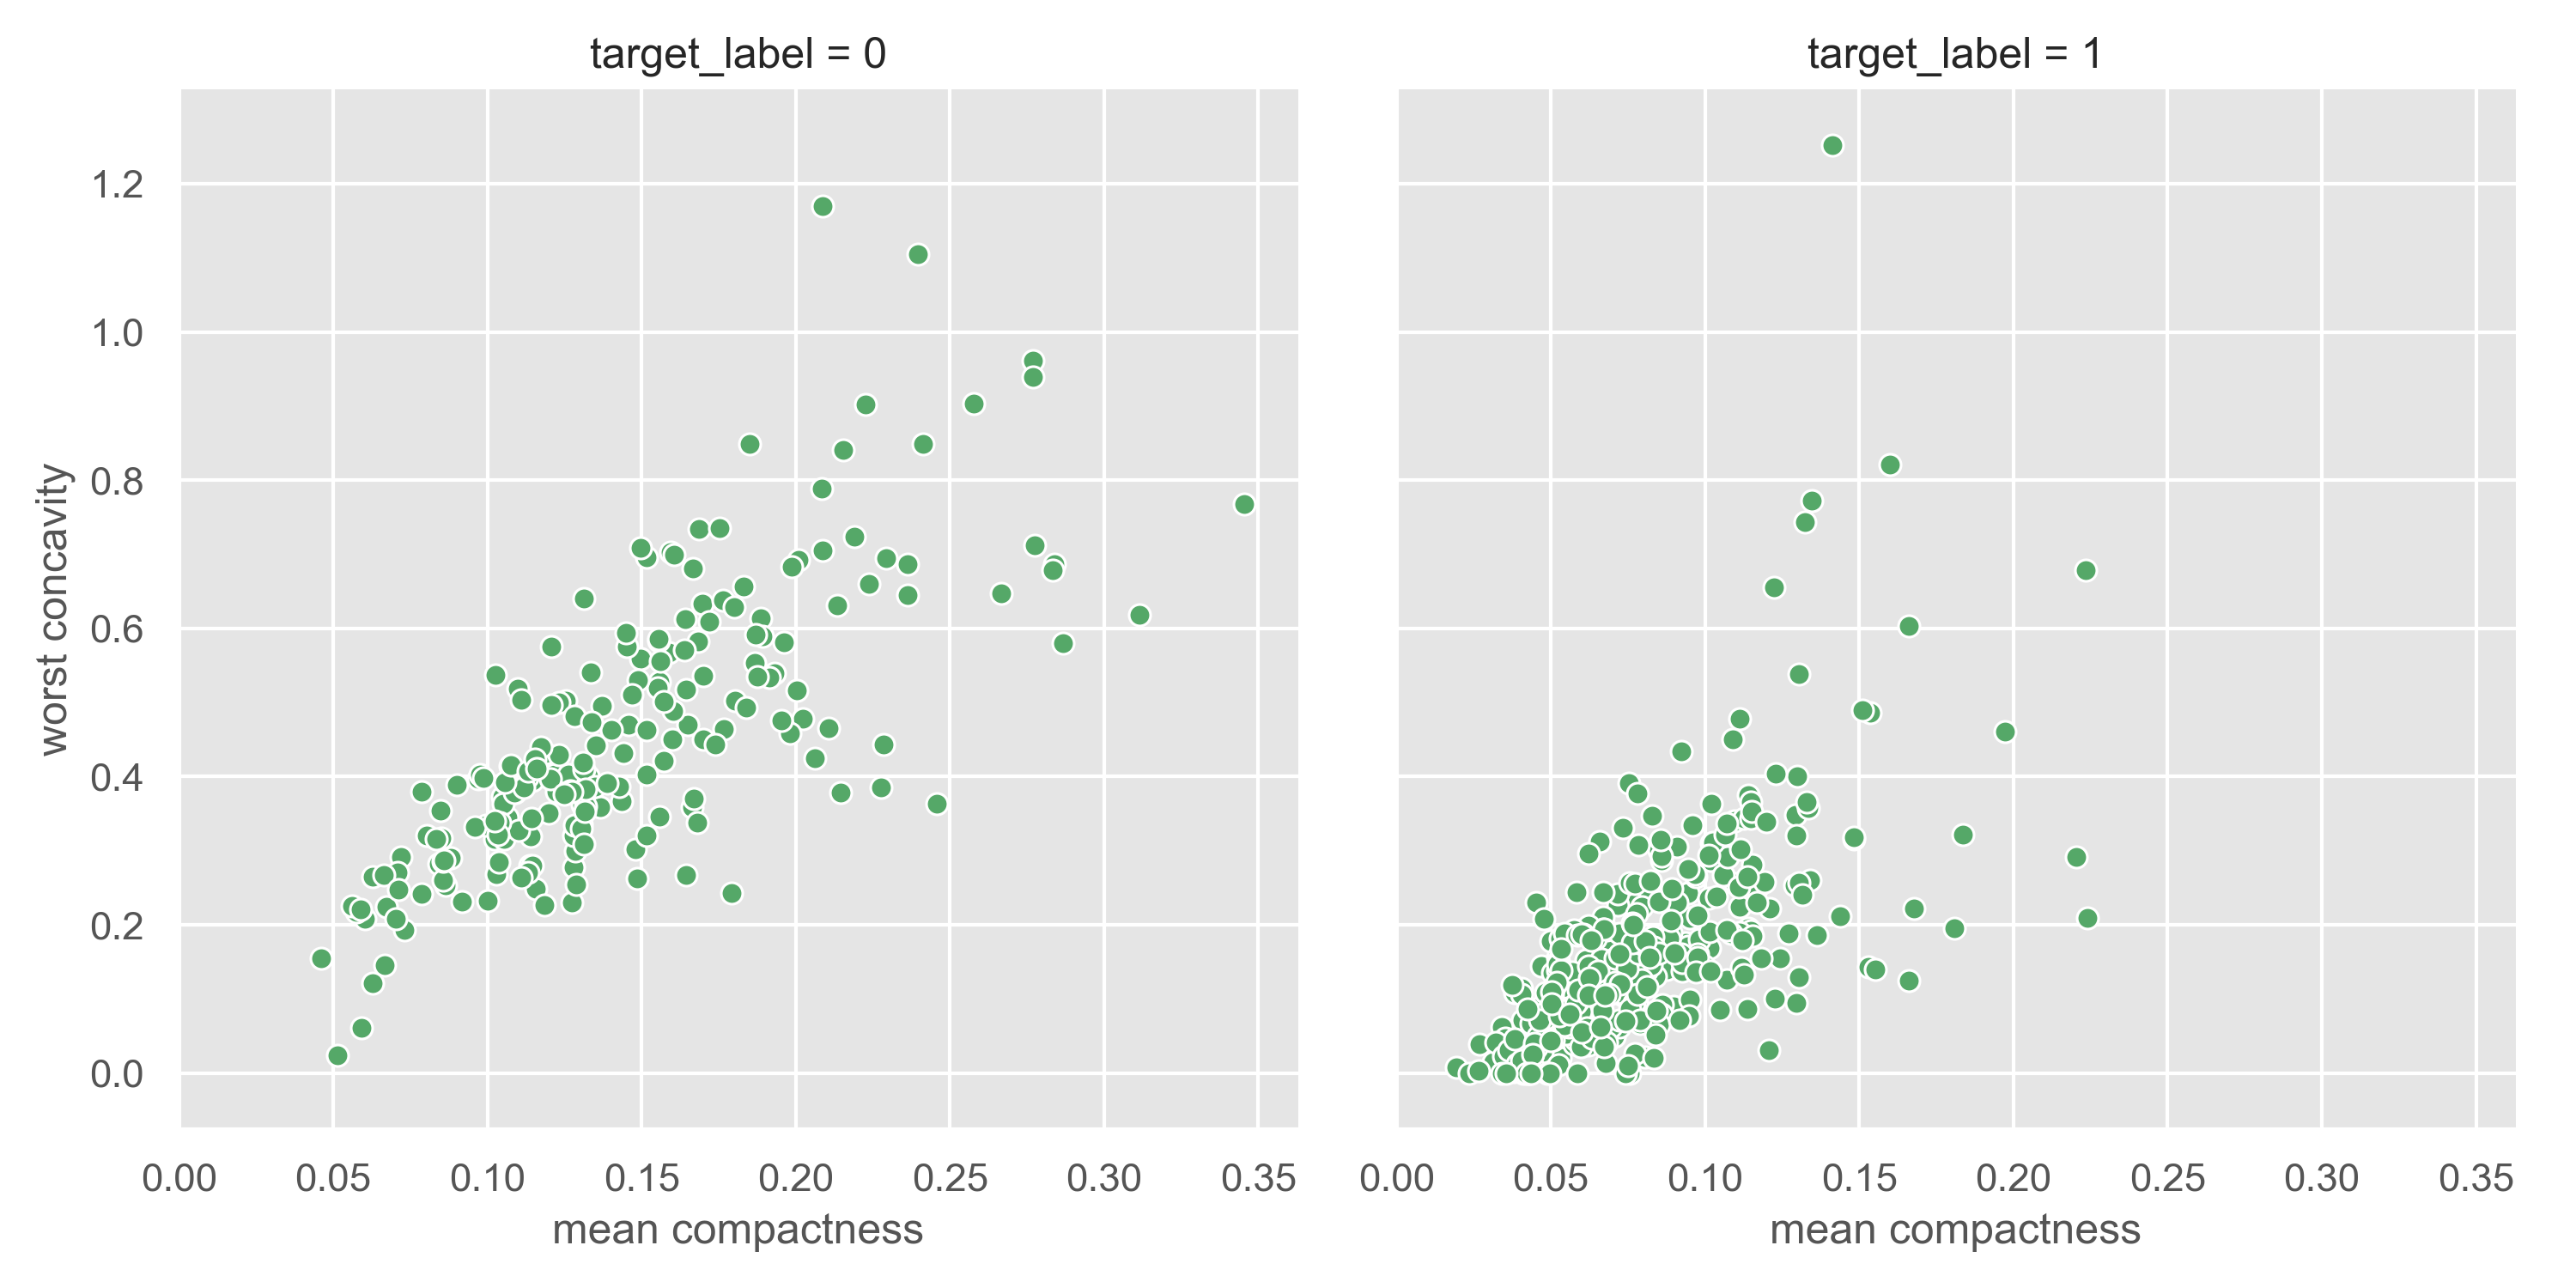 target_label = 0
target_label = 1
worst concavity
1.2
1.0
0.8
0.6
0.4
0.2
0.0
0.00 0.05 0.10 0.15 0.20 0.25 0.30 0.35
0.00 0.05 0.10 0.15 0.20 0.25 0.30 0.35
mean compactness
mean compactness